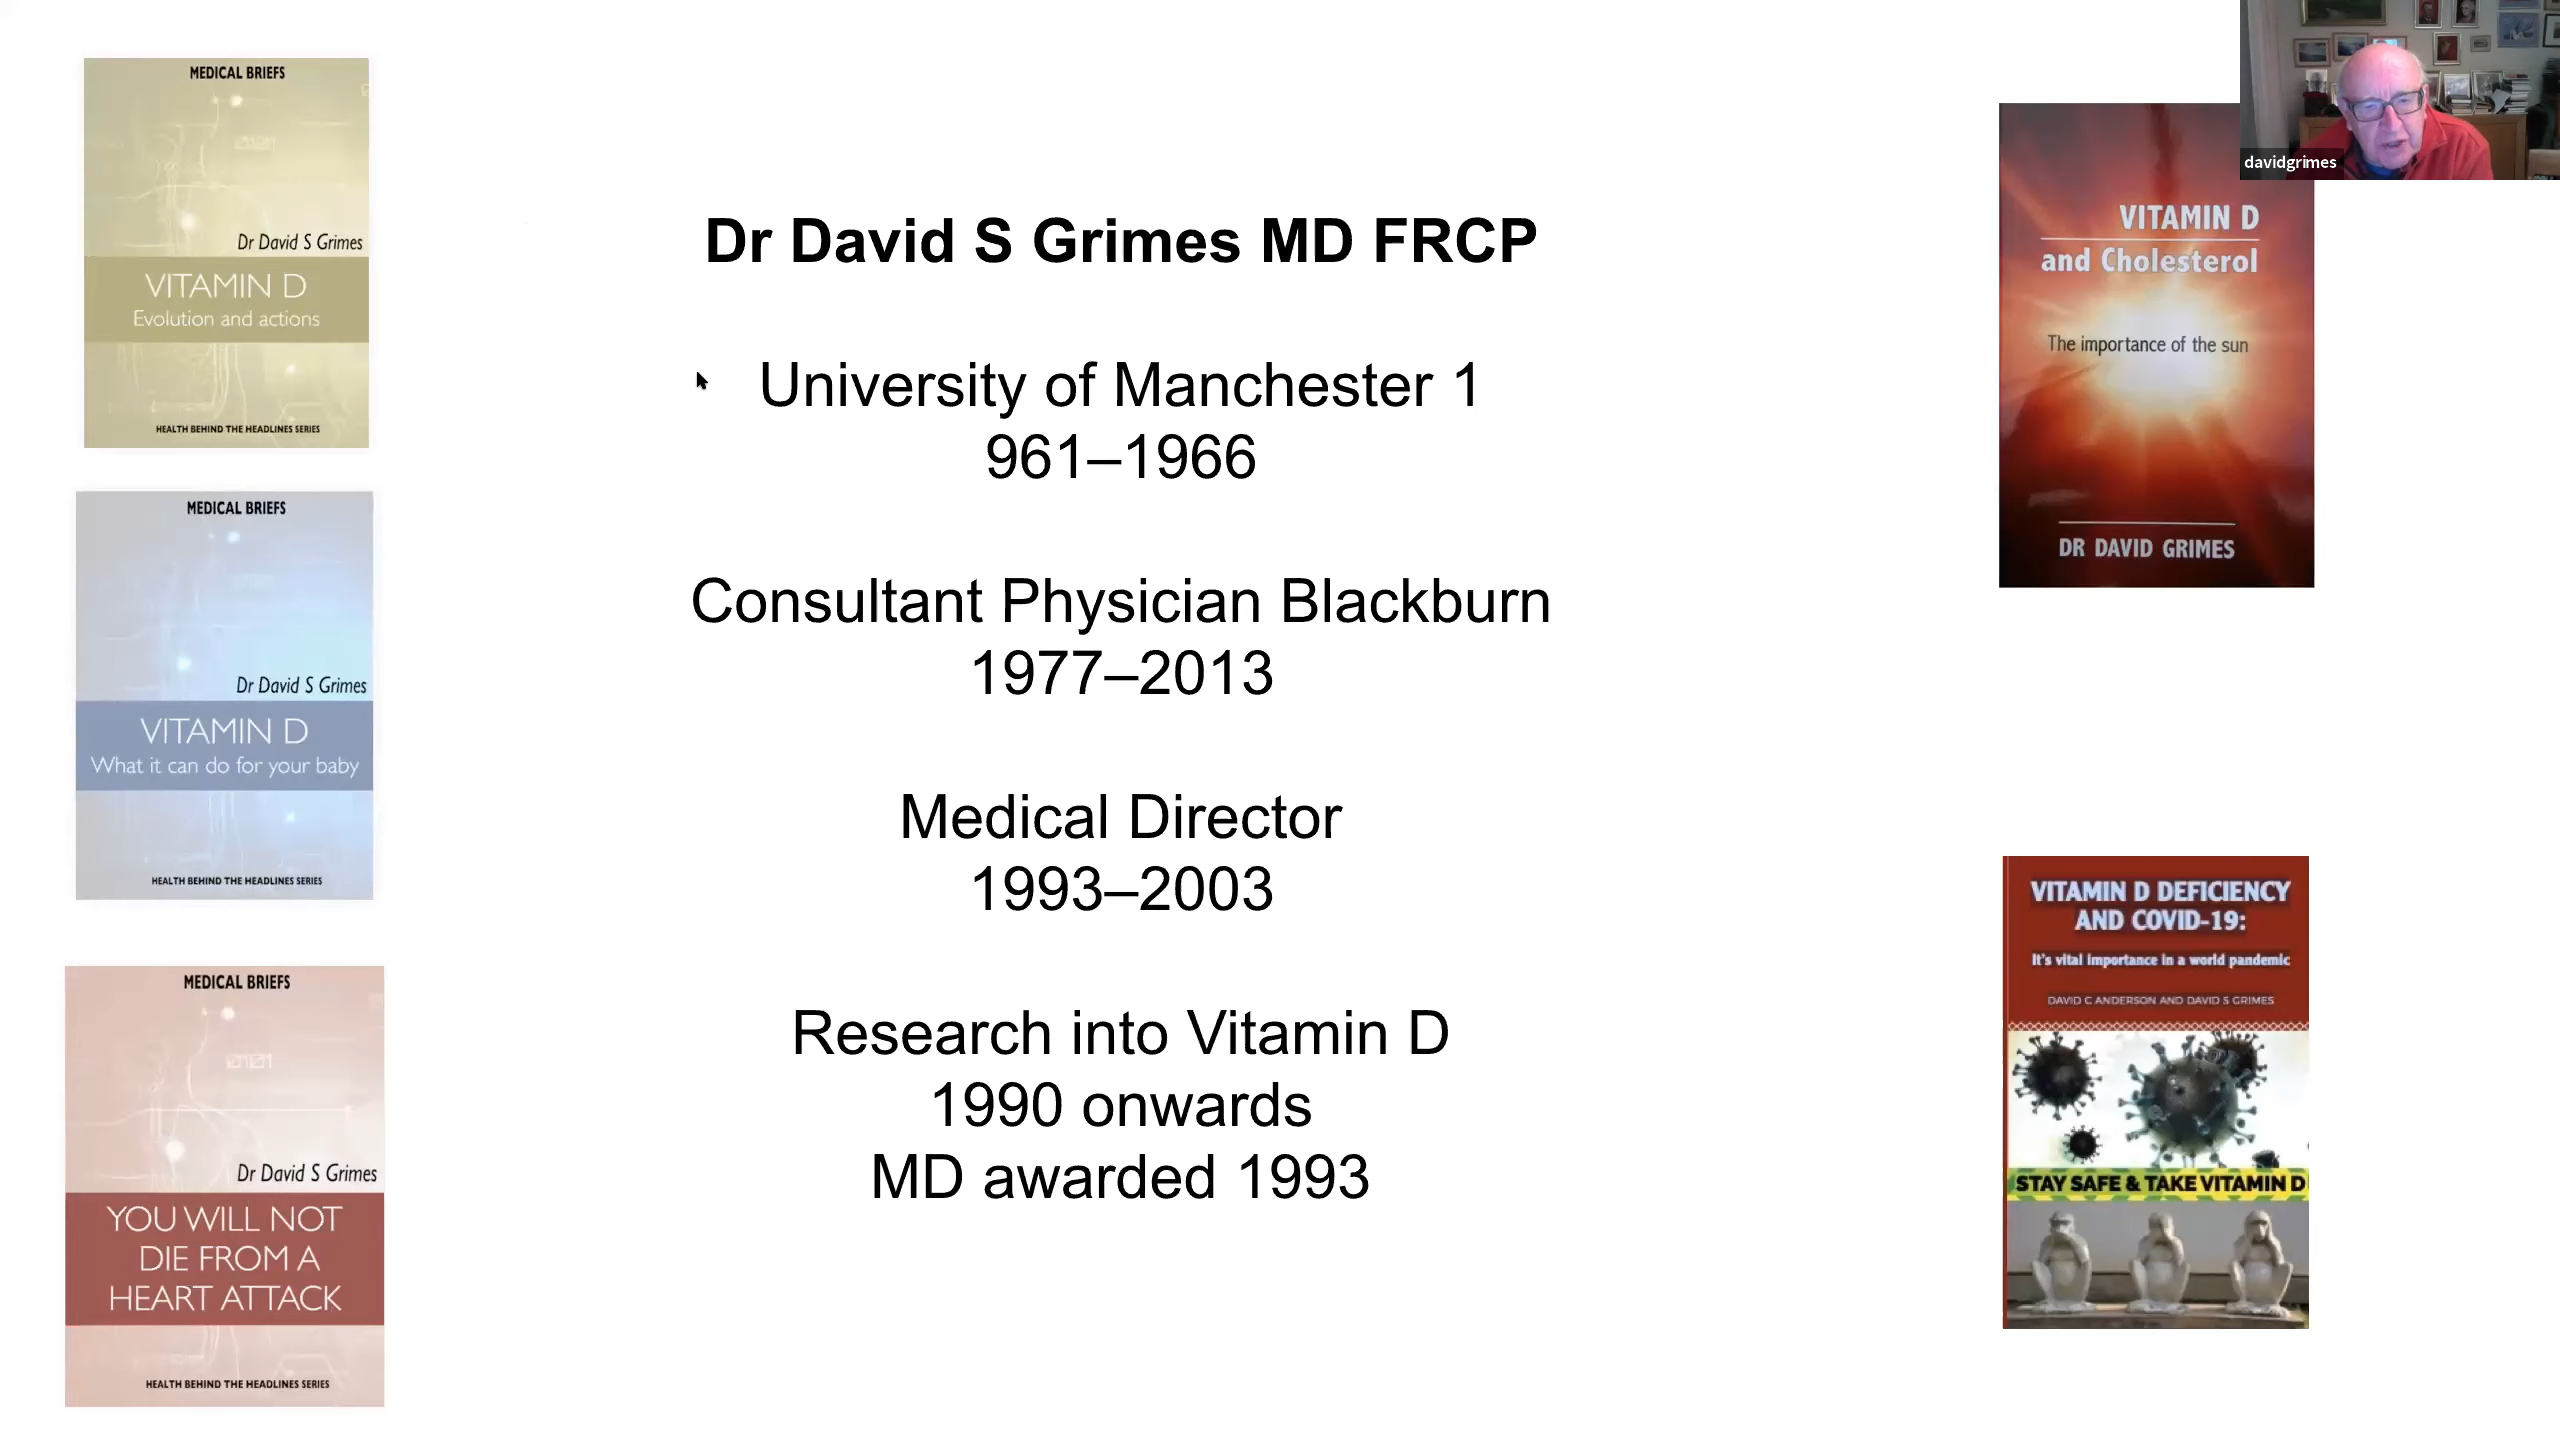 MEDICAL BRIEFS
Dr David S Grimes
VITAMIN D
Evolution and actions
HEALTH BEHIND THE HEADLINES SERIES
MEDICAL BRIEFS
Dr David S Grimes
VITAMIN D
What it can do for your baby
HEALTH BEHIND THE HEADLINES SERIES
MEDICAL BRIEFS
Dr David S Grimes
YOU WILL NOT
DIE FROM A
HEART ATTACK
HEALTH BEHIND THE HEADLINES SERIES
Dr David S Grimes MD FRCP
University of Manchester 1
961–1966
Consultant Physician Blackburn
1977–2013
Medical Director
1993–2003
Research into Vitamin D
1990 onwards
MD awarded 1993
davidgrimes
VITAMIN D
and Cholesterol
The importance of the sun
DR DAVID GRIMES
VITAMIN D DEFICIENCY
AND COVID-19:
It's vital importance in a world pandemic
DAVID C ANDERSON AND DAVID S GRIMES
STAY SAFE & TAKE VITAMIN D